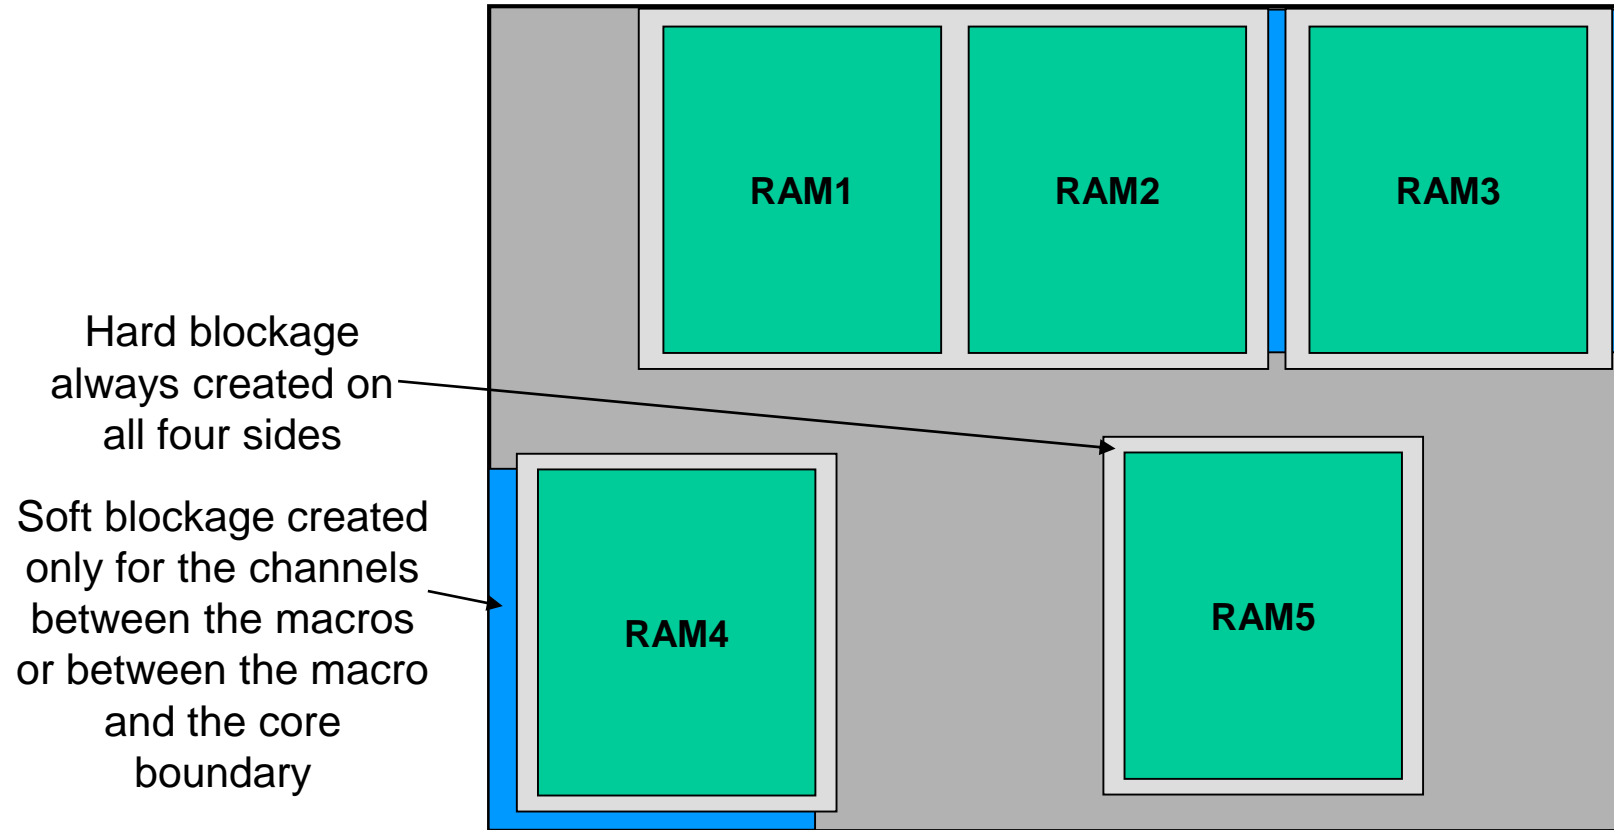 RAM1
RAM2
RAM3
Hard blockage
always created on
all four sides
Soft blockage created
only for the channels
between the macros
or between the macro
and the core
boundary
RAM4
RAM5